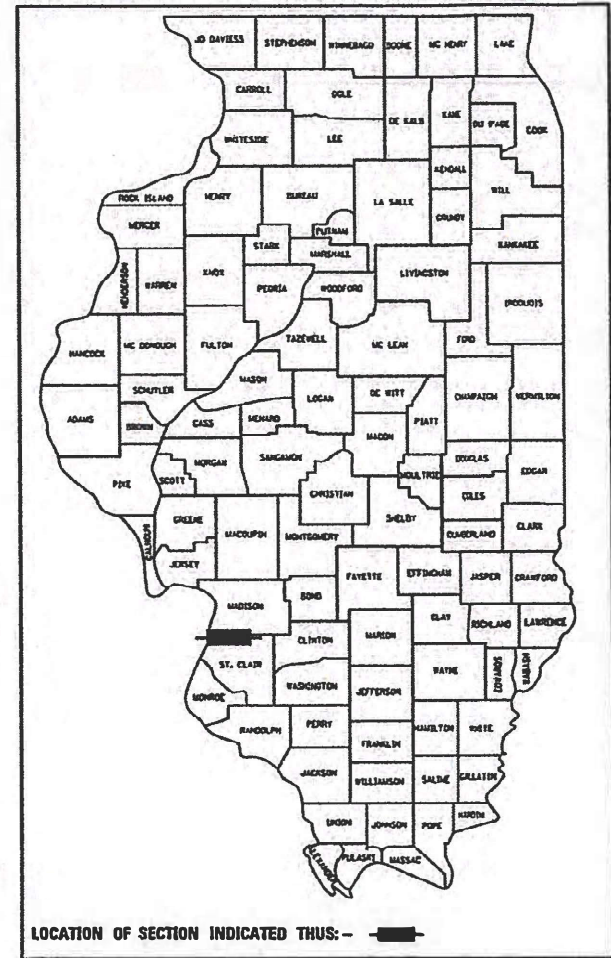 JO DAVIESS STEPHENSON WINNEBAGO BOONE MC HENRY LAKE
CARROLL OGLE DE KALB KANE DU PAGE COOK
WHITESIDE LEE KENDALL WILL
ROCK ISLAND HENRY BUREAU LA SALLE GRUNDY
MERCER PUTNAM KANKAKEE
STARK MARSHALL
HENDERSON WARREN KNOX PEORIA WOODFORD LIVINGSTON IROQUOIS
HANCOCK MC DONOUGH FULTON TAZEWELL MC LEAN FORD
SCHUYLER MASON LOGAN DE WITT CHAMPAIGN VERMILION
ADAMS BROWN CASS MENARD MACON PIATT
PIKE SCOTT MORGAN SANGAMON MOULTRIE DOUGLAS EDGAR
CHRISTIAN COLES
CALHOUN GREENE MACOUPIN MONTGOMERY SHELBY CUMBERLAND CLARK
JERSEY FAYETTE EFFINGHAM JASPER CRAWFORD
MADISON BOND CLAY RICHLAND LAWRENCE
CLINTON MARION
ST. CLAIR WAYNE EDWARDS WABASH
MONROE WASHINGTON JEFFERSON
RANDOLPH PERRY HAMILTON WHITE
FRANKLIN
JACKSON WILLIAMSON SALINE GALLATIN
UNION JOHNSON POPE HARDIN
ALEXANDER PULASKI MASSAC
LOCATION OF SECTION INDICATED THUS:-